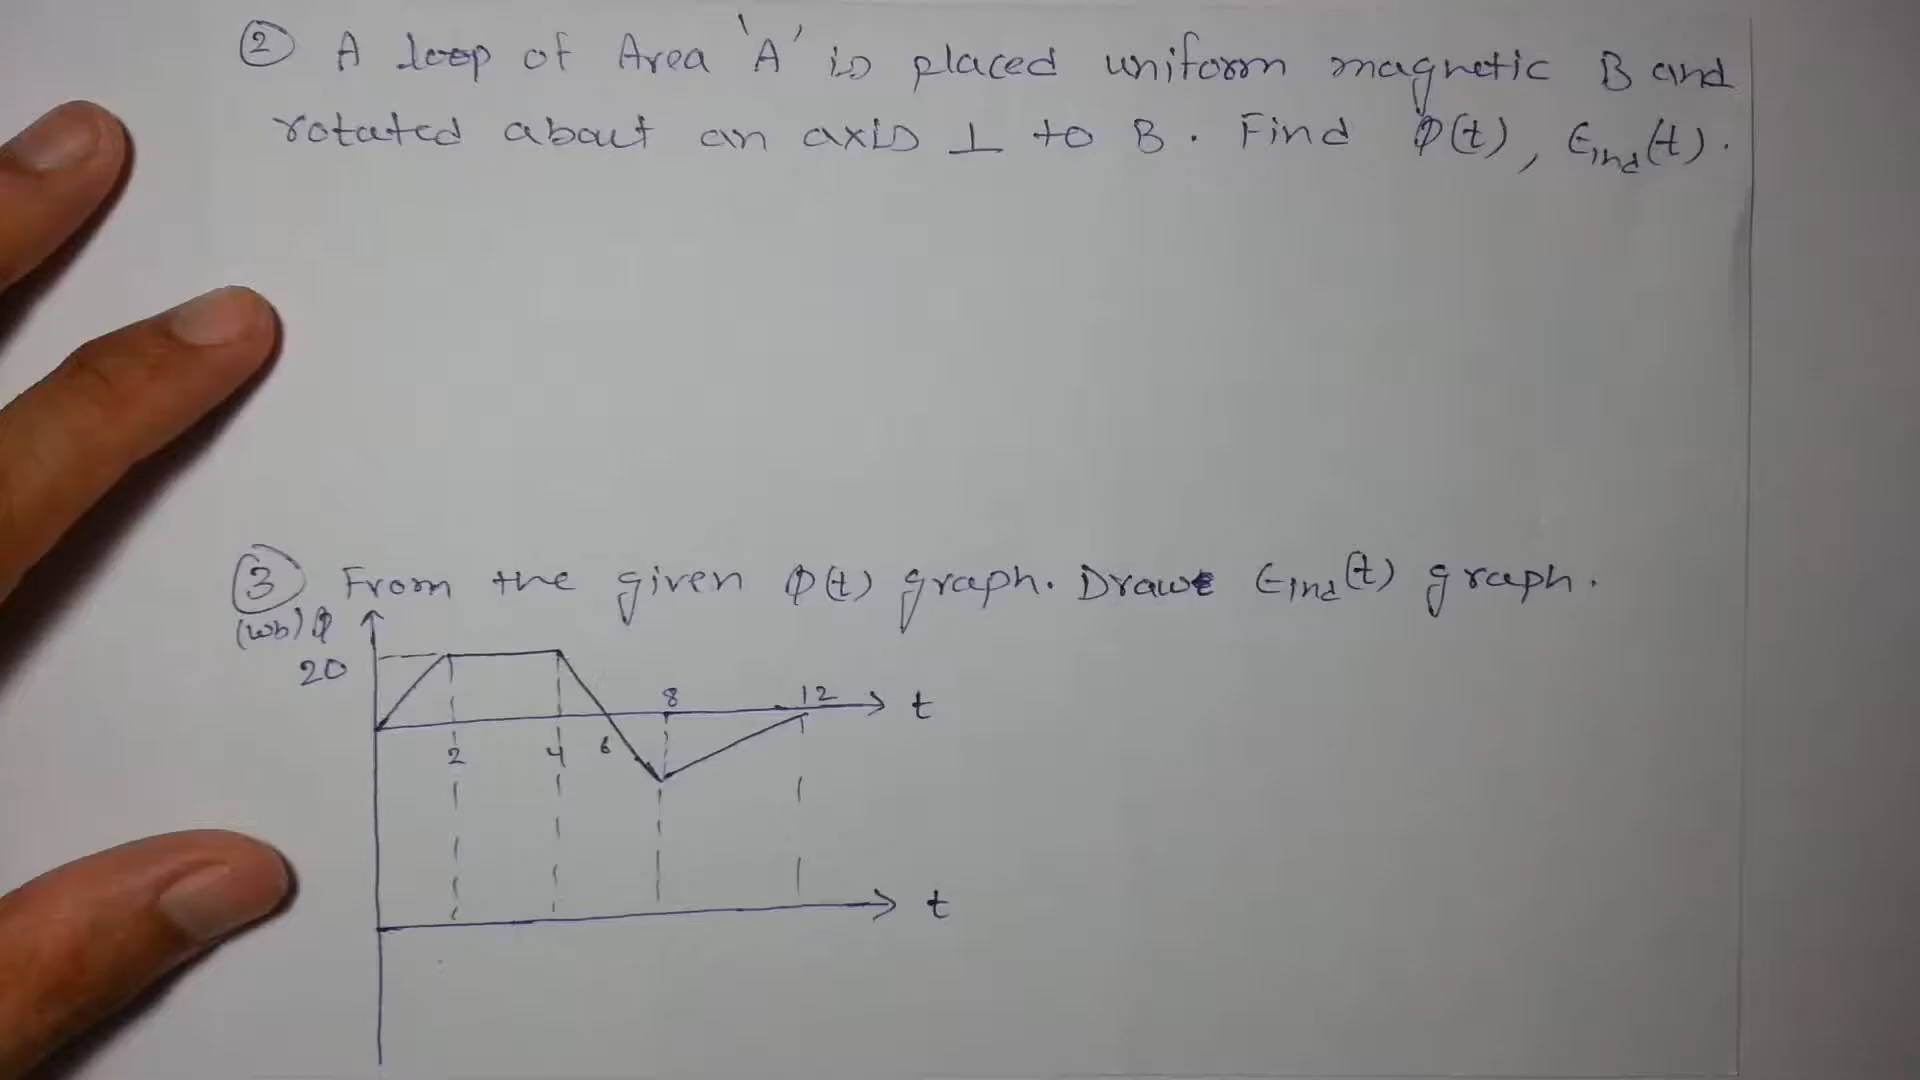 ② A loop of Area 'A' is placed uniform magnetic B and
rotated about an axis ⊥ to B. Find φ(t), Eind(t).
③ From the given φ(t) graph. Draw Eind(t) graph.
(wb) φ
20
8
12
t
2
4
6
t